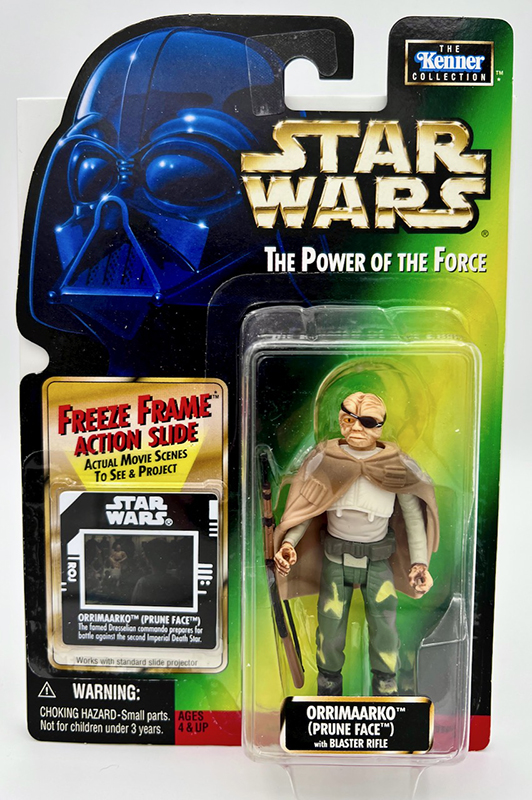 THE
Kenner
COLLECTION™
STAR
WARS®
THE POWER OF THE FORCE
FREEZE FRAME™
ACTION SLIDE
ACTUAL MOVIE SCENES
TO SEE & PROJECT
STAR
WARS®
ROJ
ORRIMAARKO™ (PRUNE FACE™)
The famed Dresselian commando prepares for
battle against the second Imperial Death Star.
Works with standard slide projector
WARNING:
CHOKING HAZARD-Small parts.
Not for children under 3 years.
AGES
4 & UP
ORRIMAARKO™
(PRUNE FACE™)
with BLASTER RIFLE